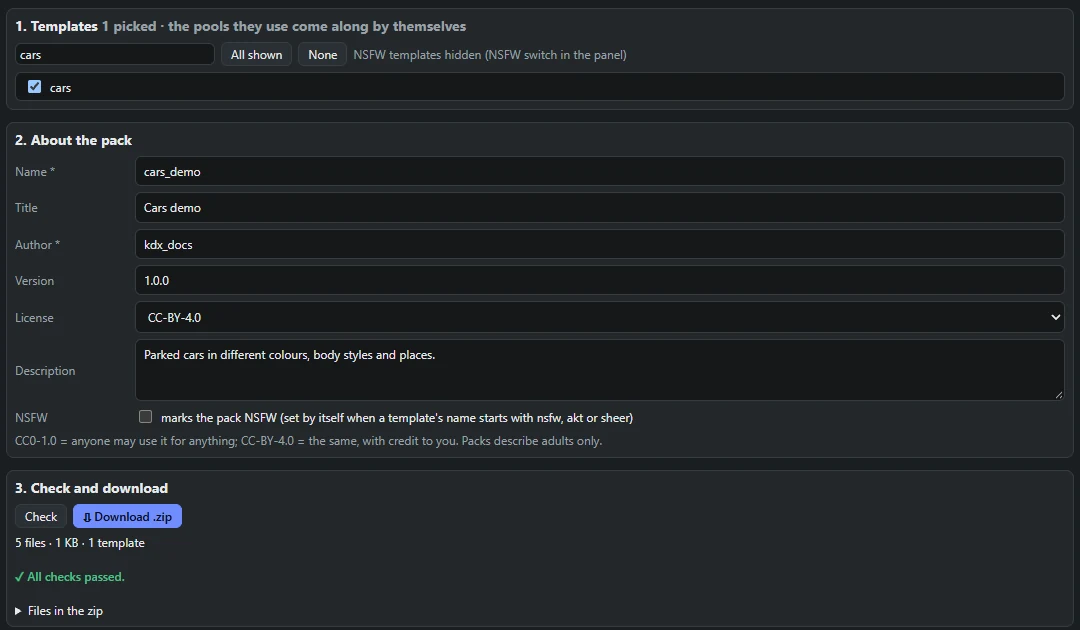 1. Templates 1 picked · the pools they use come along by themselves
cars All shown None NSFW templates hidden (NSFW switch in the panel)
cars
2. About the pack
Name * cars_demo
Title Cars demo
Author * kdx_docs
Version 1.0.0
License CC-BY-4.0
Description Parked cars in different colours, body styles and places.
NSFW marks the pack NSFW (set by itself when a template's name starts with nsfw, akt or sheer)
CC0-1.0 = anyone may use it for anything; CC-BY-4.0 = the same, with credit to you. Packs describe adults only.
3. Check and download
Check ⇩ Download .zip
5 files · 1 KB · 1 template
✓ All checks passed.
▶ Files in the zip